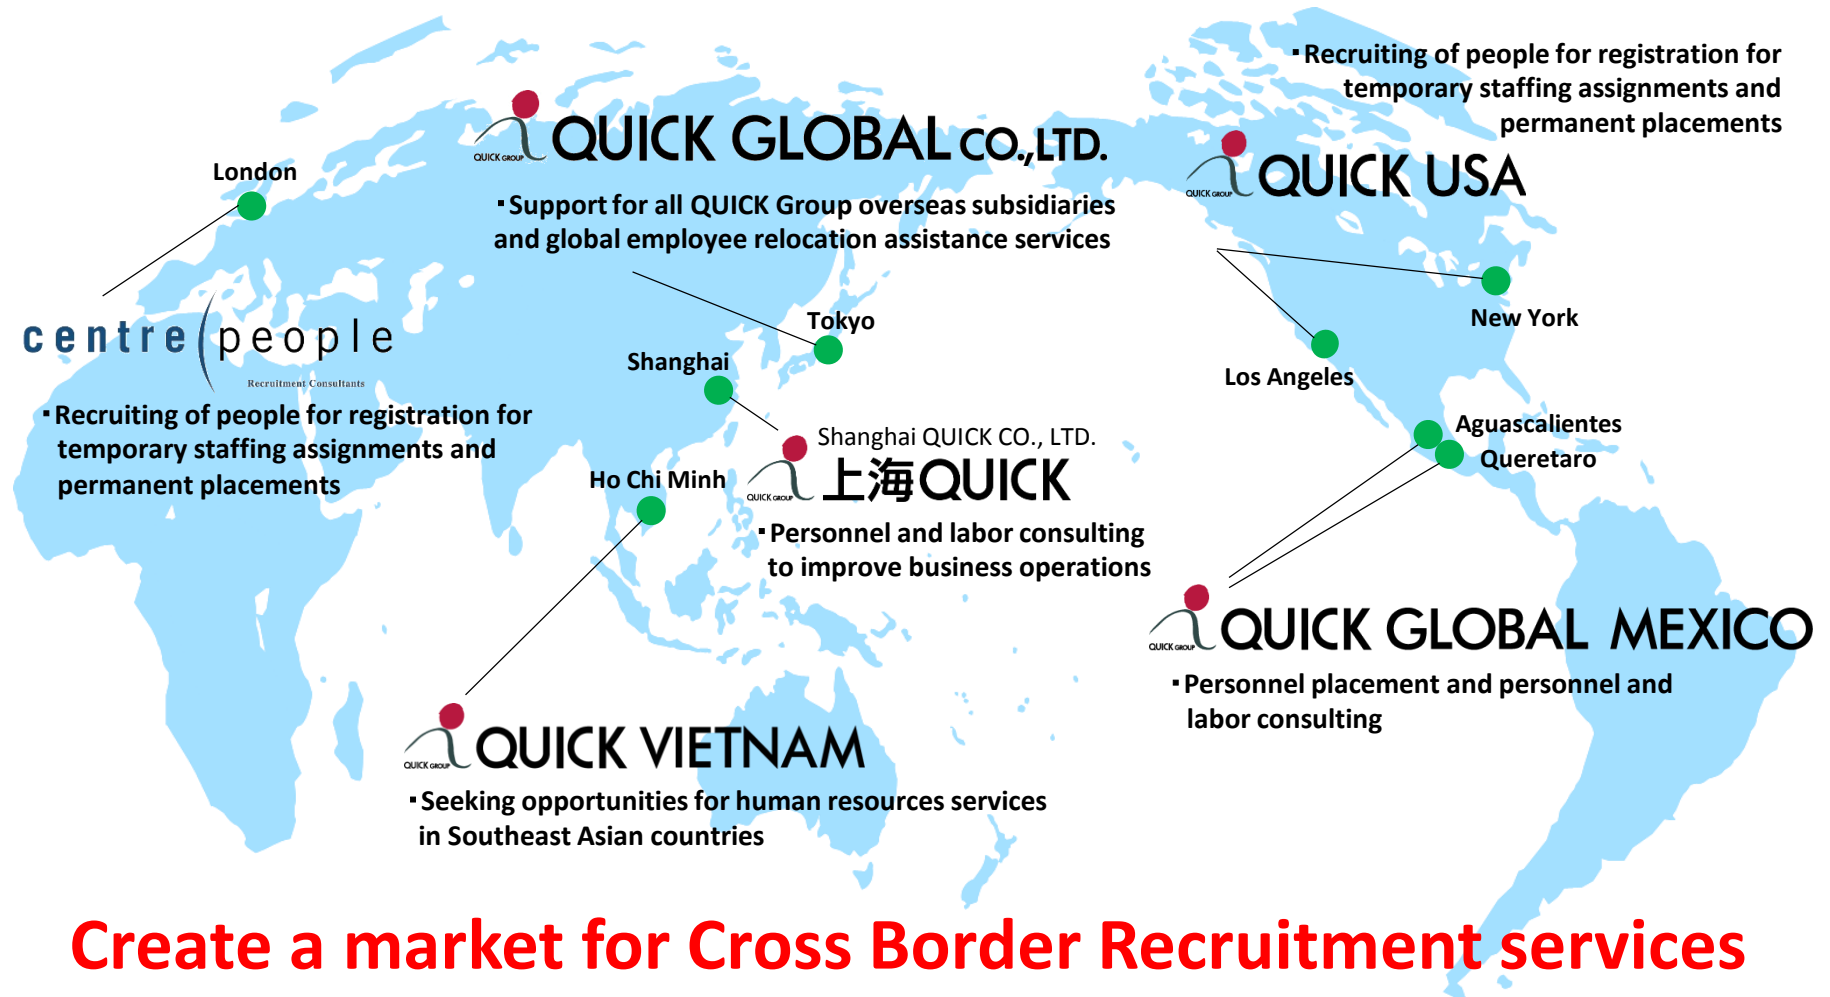 ▪Recruiting of people for registration for
temporary staffing assignments and
permanent placements
QUICK GROUP
QUICK GLOBAL CO.,LTD.
▪Support for all QUICK Group overseas subsidiaries
and global employee relocation assistance services
QUICK GROUP
QUICK USA
London
New York
Los Angeles
Tokyo
Shanghai
centre people
Recruitment Consultants
▪Recruiting of people for registration for
temporary staffing assignments and
permanent placements
Aguascalientes
Queretaro
Shanghai QUICK CO., LTD.
QUICK GROUP
上海QUICK
▪Personnel and labor consulting
to improve business operations
Ho Chi Minh
QUICK GROUP
QUICK GLOBAL MEXICO
▪Personnel placement and personnel and
labor consulting
QUICK GROUP
QUICK VIETNAM
▪Seeking opportunities for human resources services
in Southeast Asian countries
Create a market for Cross Border Recruitment services